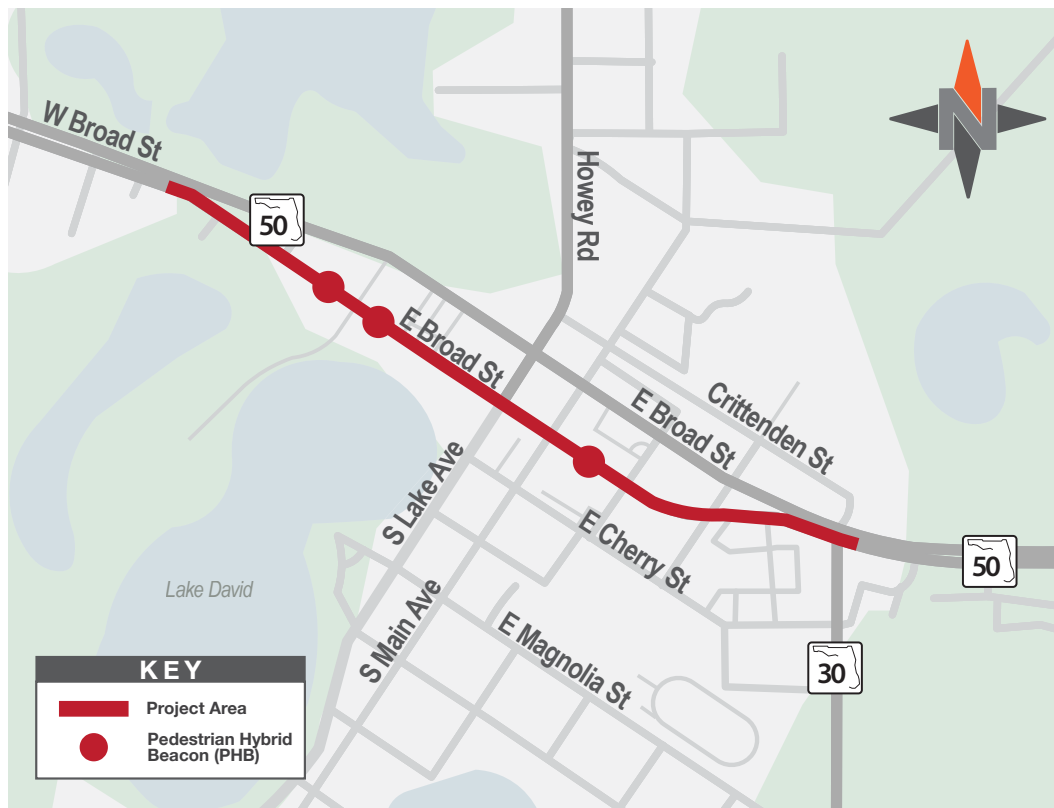 W Broad St
50
N
Howey Rd
E Broad St
E Broad St
Crittenden St
S Lake Ave
E Cherry St
50
Lake David
S Main Ave
E Magnolia St
30
KEY
Project Area
Pedestrian Hybrid
Beacon (PHB)